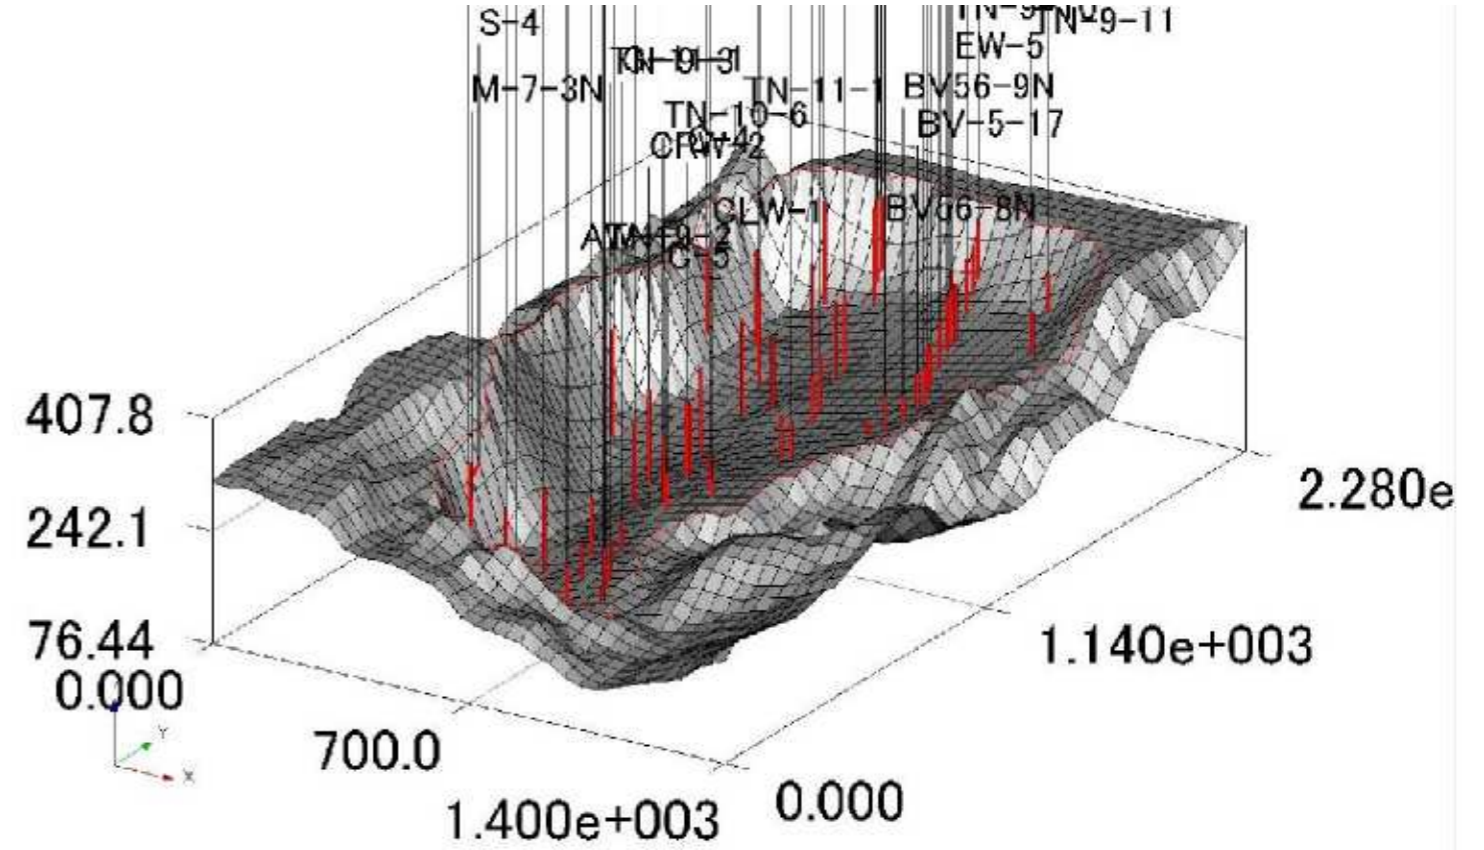 S-4
TN-9-11
EW-5
M-7-3N
TN-11-1
BV56-9N
TN-10-6
BV-5-17
CLW-1
BV56-8N
C-5
407.8
242.1
76.44
0.000
700.0
1.400e+003
0.000
1.140e+003
2.280e
Y
X